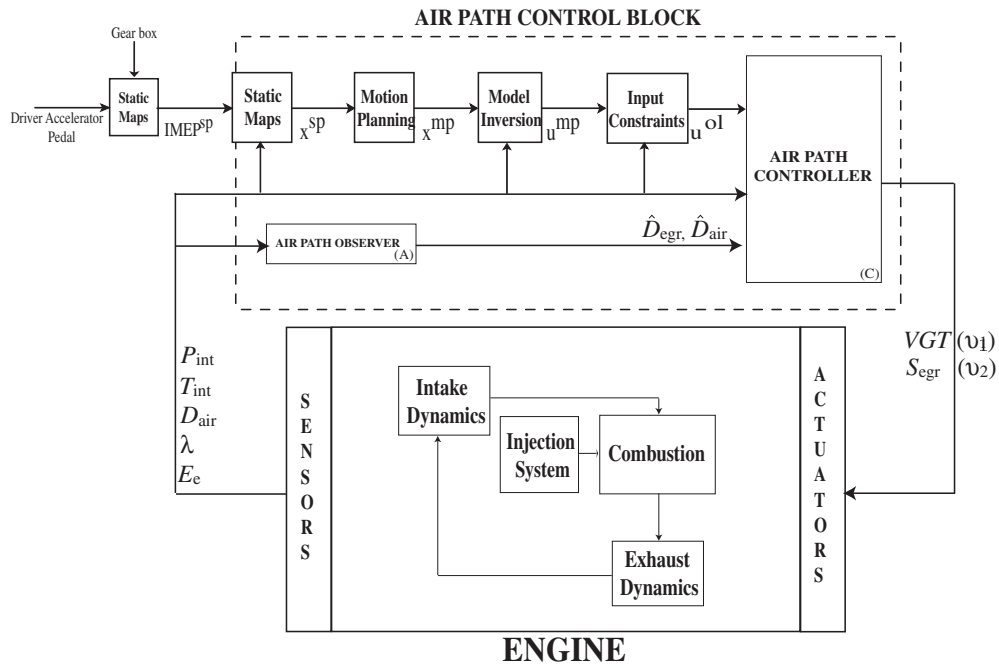 AIR PATH CONTROL BLOCK
Gear box
Driver Accelerator
Pedal
Static
Maps
IMEP^sp
Static
Maps
x^sp
Motion
Planning
x^mp
Model
Inversion
u^mp
Input
Constraints
u^ol
AIR PATH
CONTROLLER
(C)
AIR PATH OBSERVER
(A)
D̂_egr, D̂_air
P_int
T_int
D_air
λ
E_e
VGT (υ1)
S_egr (υ2)
SENSORS
Intake
Dynamics
Injection
System
Combustion
Exhaust
Dynamics
ACTUATORS
ENGINE